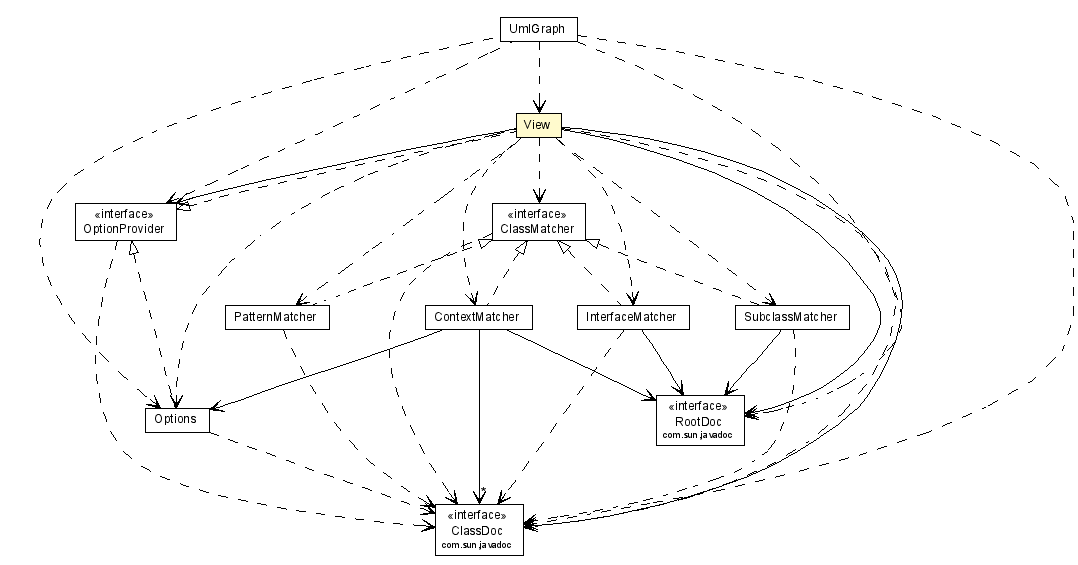 UmlGraph
View
«interface»
OptionProvider
«interface»
ClassMatcher
PatternMatcher
ContextMatcher
InterfaceMatcher
SubclassMatcher
Options
«interface»
RootDoc
com.sun.javadoc
*
«interface»
ClassDoc
com.sun.javadoc